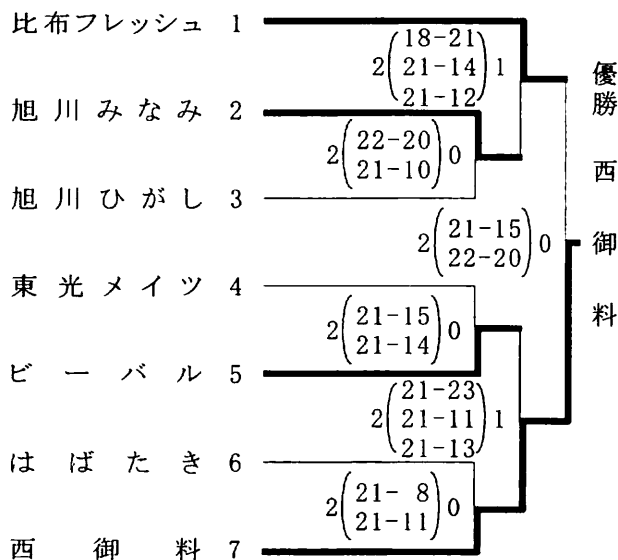 比布フレッシュ 1
2(18-21 21-14 21-12)1
旭川みなみ 2
2(22-20 21-10)0
旭川ひがし 3
2(21-15 22-20)0
東光メイツ 4
2(21-15 21-14)0
ビーバル 5
2(21-23 21-11 21-13)1
はばたき 6
2(21- 8 21-11)0
西御料 7
優勝 西御料